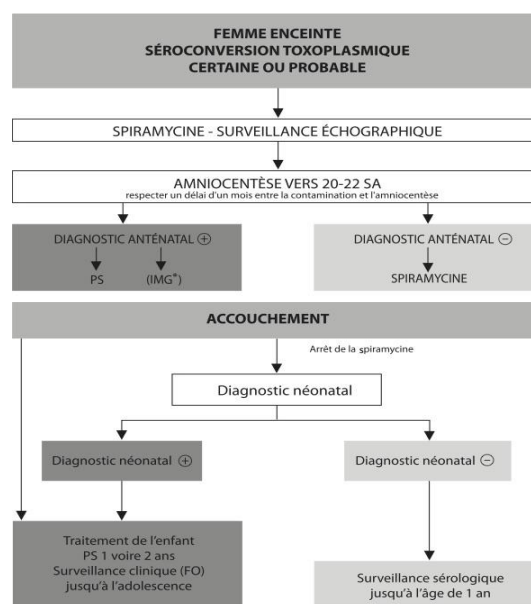 FEMME ENCEINTE
SÉROCONVERSION TOXOPLASMIQUE
CERTAINE OU PROBABLE
SPIRAMYCINE - SURVEILLANCE ÉCHOGRAPHIQUE
AMNIOCENTÈSE VERS 20-22 SA
respecter un délai d'un mois entre la contamination et l'amniocentèse
DIAGNOSTIC ANTÉNATAL ⊕
PS
(IMG*)
DIAGNOSTIC ANTÉNATAL ⊖
SPIRAMYCINE
ACCOUCHEMENT
Arrêt de la spiramycine
Diagnostic néonatal
Diagnostic néonatal ⊕
Diagnostic néonatal ⊖
Traitement de l'enfant
PS 1 voire 2 ans
Surveillance clinique (FO)
jusqu'à l'adolescence
Surveillance sérologique
jusqu'à l'âge de 1 an